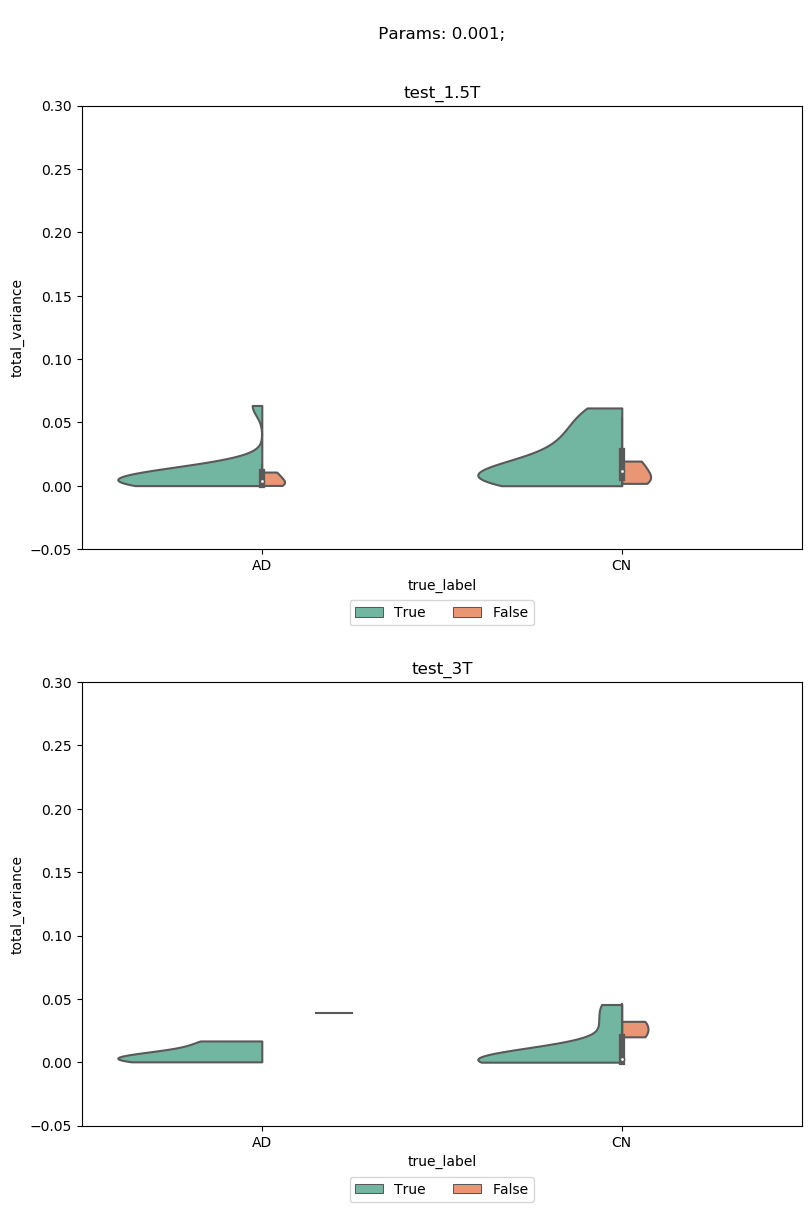 Params: 0.001;
test_1.5T
0.30
0.25
0.20
0.15
0.10
0.05
0.00
−0.05
total_variance
AD CN
true_label
True False
test_3T
0.30
0.25
0.20
0.15
0.10
0.05
0.00
−0.05
total_variance
AD CN
true_label
True False